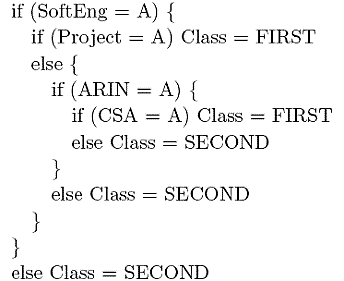 if (SoftEng = A) {
if (Project = A) Class = FIRST
else {
if (ARIN = A) {
if (CSA = A) Class = FIRST
else Class = SECOND
}
else Class = SECOND
}
}
else Class = SECOND